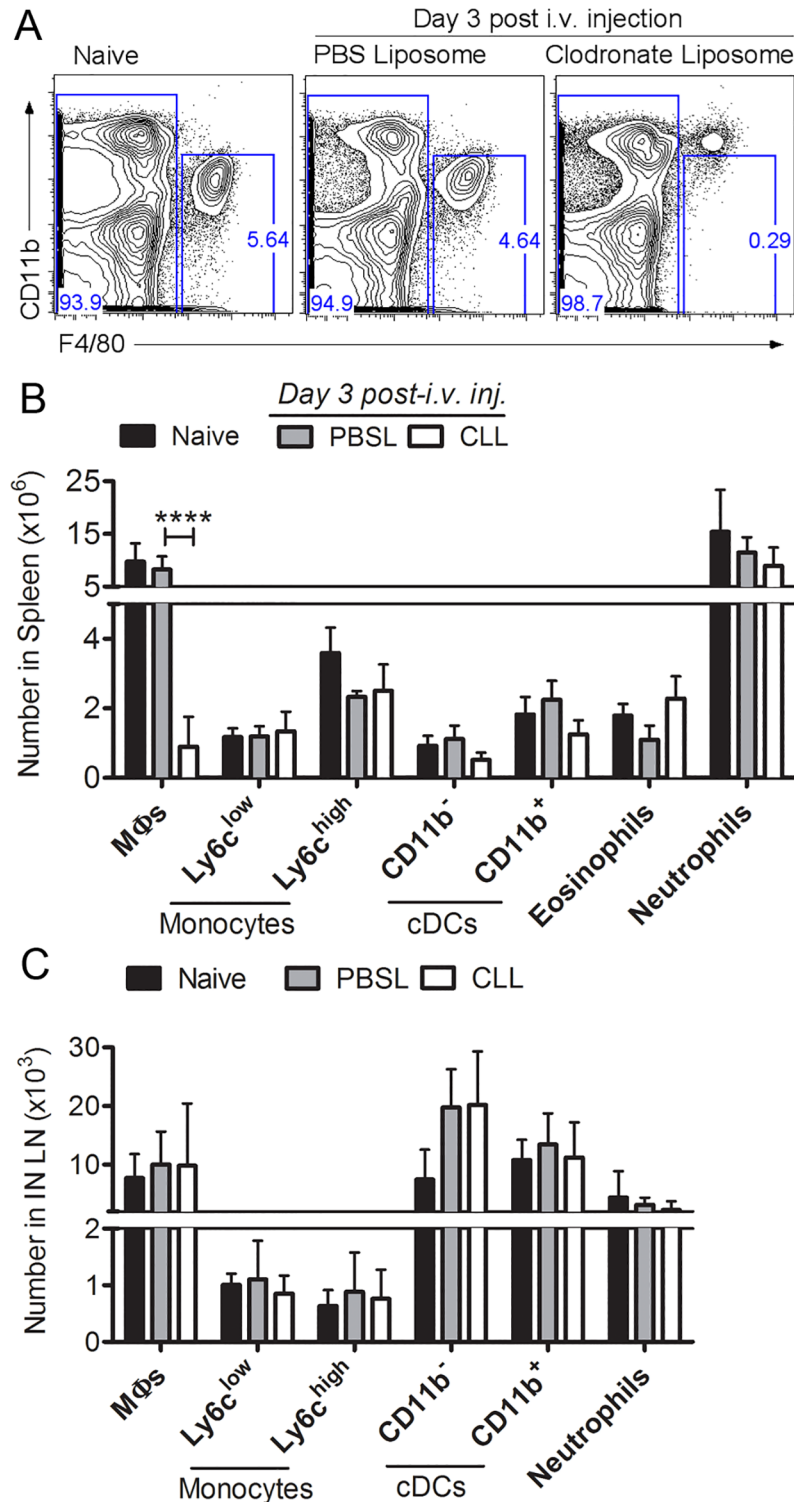 A
Day 3 post i.v. injection
Naive
PBS Liposome
Clodronate Liposome
CD11b
5.64
93.9
4.64
94.9
0.29
98.7
F4/80
B
Day 3 post-i.v. inj.
Naive
PBSL
CLL
Number in Spleen (x10⁶)
25
15
5
4
2
0
****
MΦs
Ly6c^low
Ly6c^high
CD11b⁻
CD11b⁺
Eosinophils
Neutrophils
Monocytes
cDCs
C
Naive
PBSL
CLL
Number in IN LN (x10³)
30
20
10
2
1
0
MΦs
Ly6c^low
Ly6c^high
CD11b⁻
CD11b⁺
Neutrophils
Monocytes
cDCs